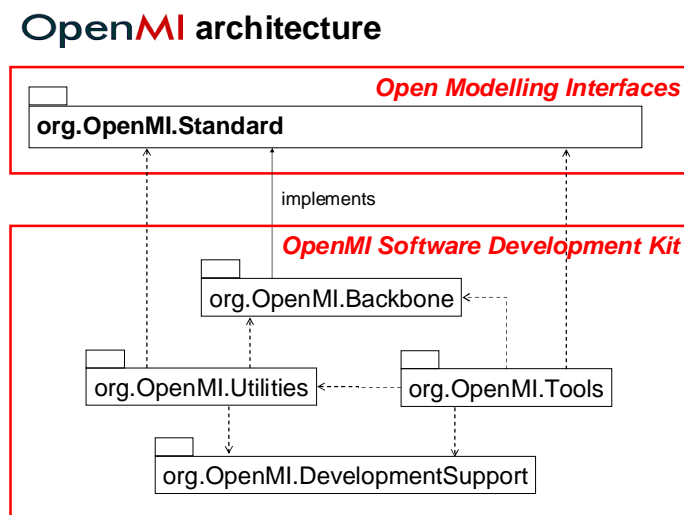 OpenMI architecture
Open Modelling Interfaces
org.OpenMI.Standard
implements
OpenMI Software Development Kit
org.OpenMI.Backbone
org.OpenMI.Utilities
org.OpenMI.Tools
org.OpenMI.DevelopmentSupport